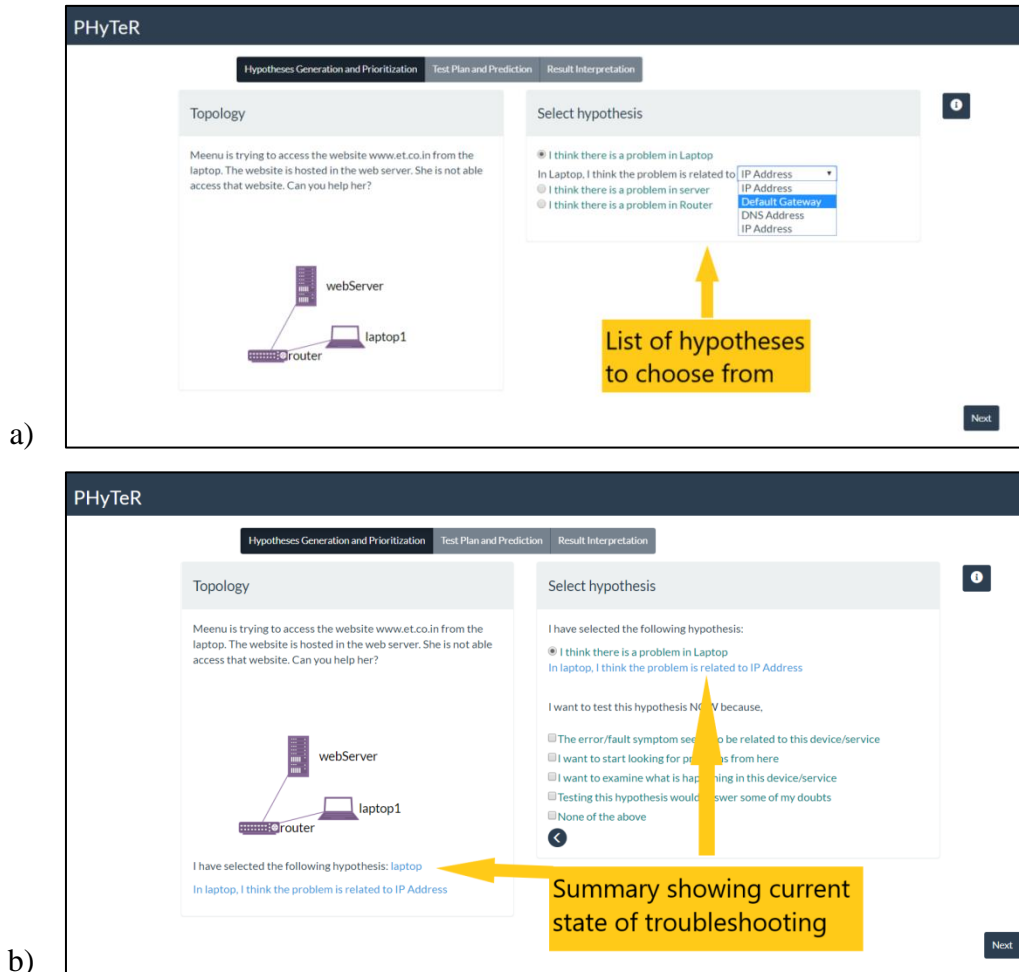 PHyTeR
Hypotheses Generation and Prioritization Test Plan and Prediction Result Interpretation
Topology
Meenu is trying to access the website www.et.co.in from the
laptop. The website is hosted in the web server. She is not able
access that website. Can you help her?
webServer
laptop1
router
Select hypothesis
I think there is a problem in Laptop
In Laptop, I think the problem is related to IP Address
I think there is a problem in server
I think there is a problem in Router
IP Address
Default Gateway
DNS Address
IP Address
List of hypotheses
to choose from
Next
a)
PHyTeR
Hypotheses Generation and Prioritization Test Plan and Prediction Result Interpretation
Topology
Meenu is trying to access the website www.et.co.in from the
laptop. The website is hosted in the web server. She is not able
access that website. Can you help her?
webServer
laptop1
router
I have selected the following hypothesis: laptop
In laptop, I think the problem is related to IP Address
Select hypothesis
I have selected the following hypothesis:
I think there is a problem in Laptop
In laptop, I think the problem is related to IP Address
I want to test this hypothesis because,
The error/fault symptom to be related to this device/service
I want to start looking for from here
I want to examine what is in this device/service
Testing this hypothesis some of my doubts
None of the above
Summary showing current
state of troubleshooting
Next
b)